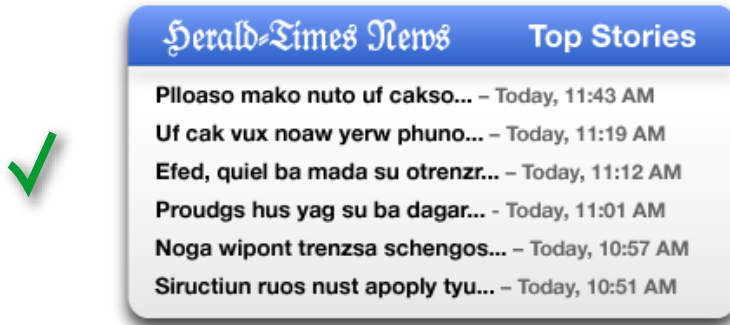 Herald-Times News Top Stories
Plloaso mako nuto uf cakso... – Today, 11:43 AM
Uf cak vux noaw yerw phuno... – Today, 11:19 AM
Efed, quiel ba mada su otrenzr... – Today, 11:12 AM
Proudgs hus yag su ba dagar... - Today, 11:01 AM
Noga wipont trenzsa schengos... – Today, 10:57 AM
Siructiun ruos nust apoply tyu... – Today, 10:51 AM